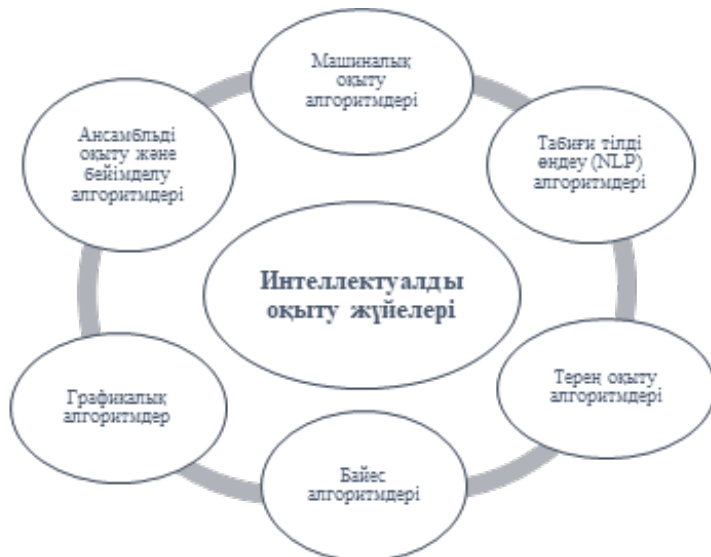 Машиналық
оқыту
алгоритмдері
Табиғи тілді
өңдеу (NLP)
алгоритмдері
Терең оқыту
алгоритмдері
Байес
алгоритмдері
Графикалық
алгоритмдер
Ансамбльді
оқыту және
бейімделу
алгоритмдері
Интеллектуалды
оқыту жүйелері